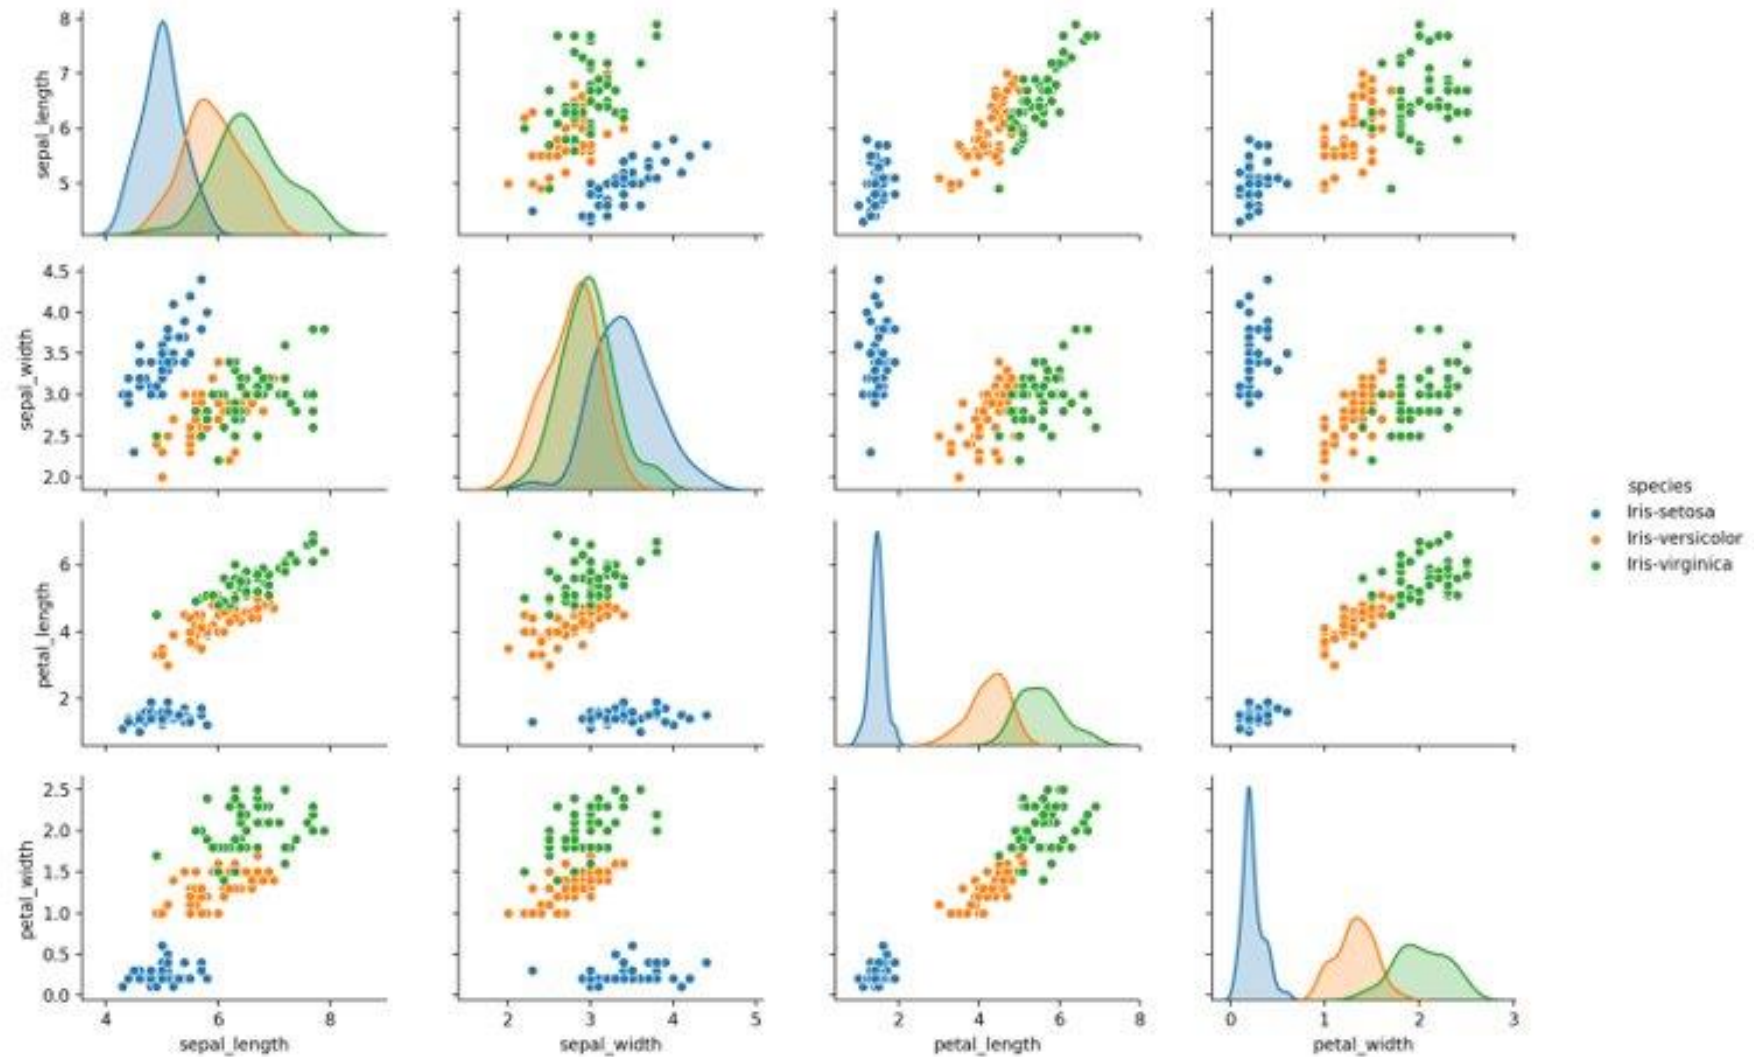 8
7
6
5
sepal_length
4.5
4.0
3.5
3.0
2.5
2.0
sepal_width
species
Iris-setosa
Iris-versicolor
Iris-virginica
6
4
2
petal_length
2.5
2.0
1.5
1.0
0.5
0.0
petal_width
4 6 8
2 3 4 5
2 4 6 8
0 1 2 3
sepal_length
sepal_width
petal_length
petal_width